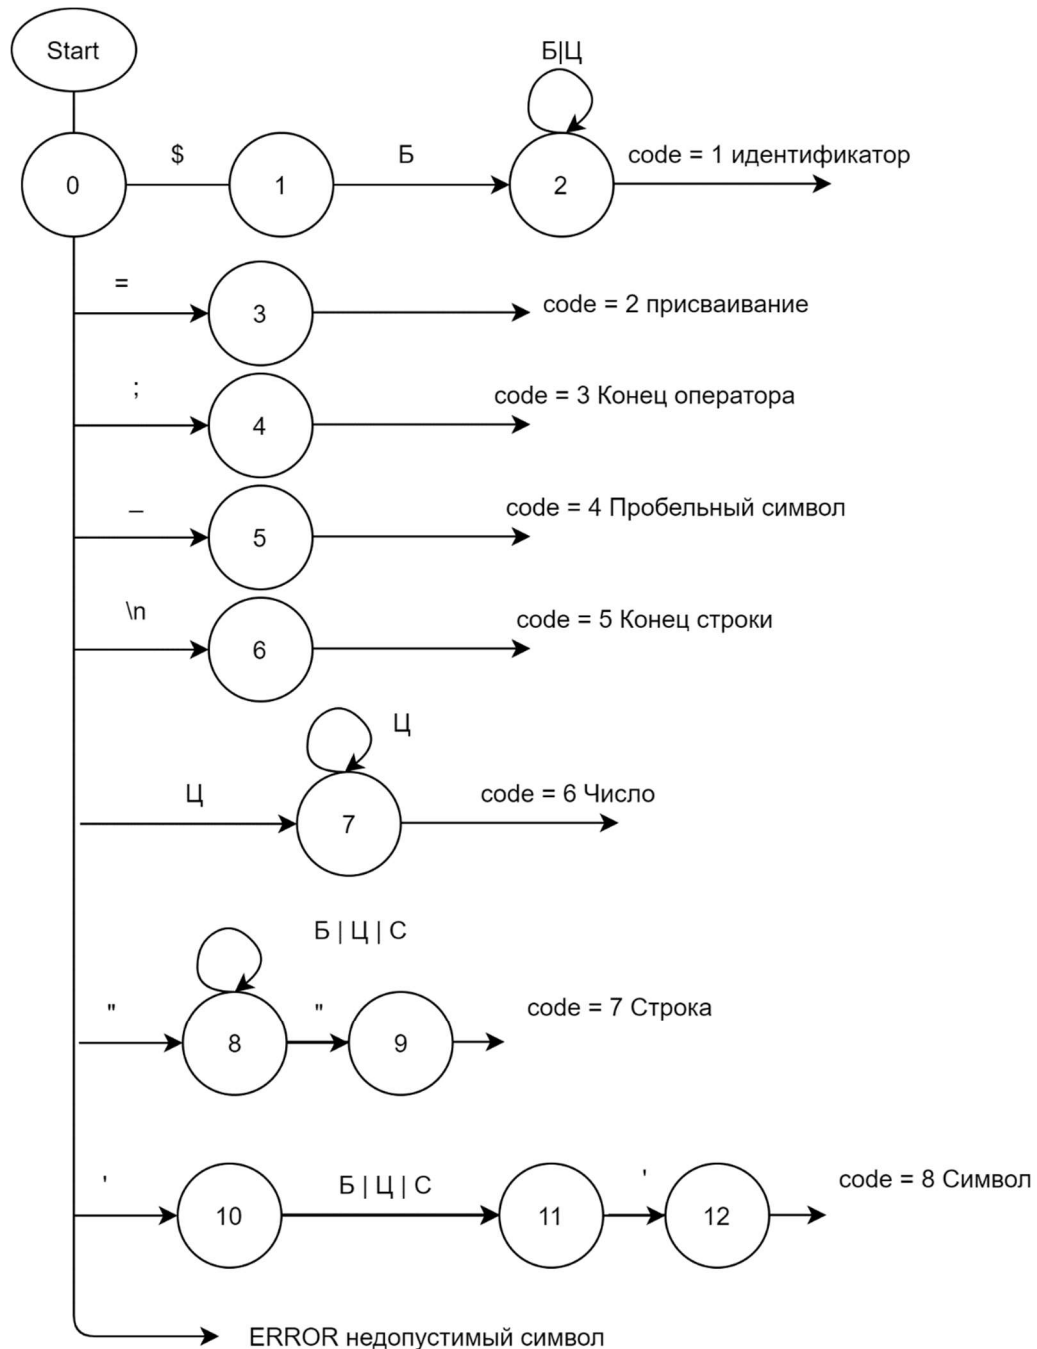 Start
Б|Ц
0
$
1
Б
2
code = 1 идентификатор
=
3
code = 2 присваивание
;
4
code = 3 Конец оператора
_
5
code = 4 Пробельный символ
\n
6
code = 5 Конец строки
Ц
Ц
7
code = 6 Число
Б | Ц | С
"
8
"
9
code = 7 Строка
'
10
Б | Ц | С
11
'
12
code = 8 Символ
ERROR недопустимый символ